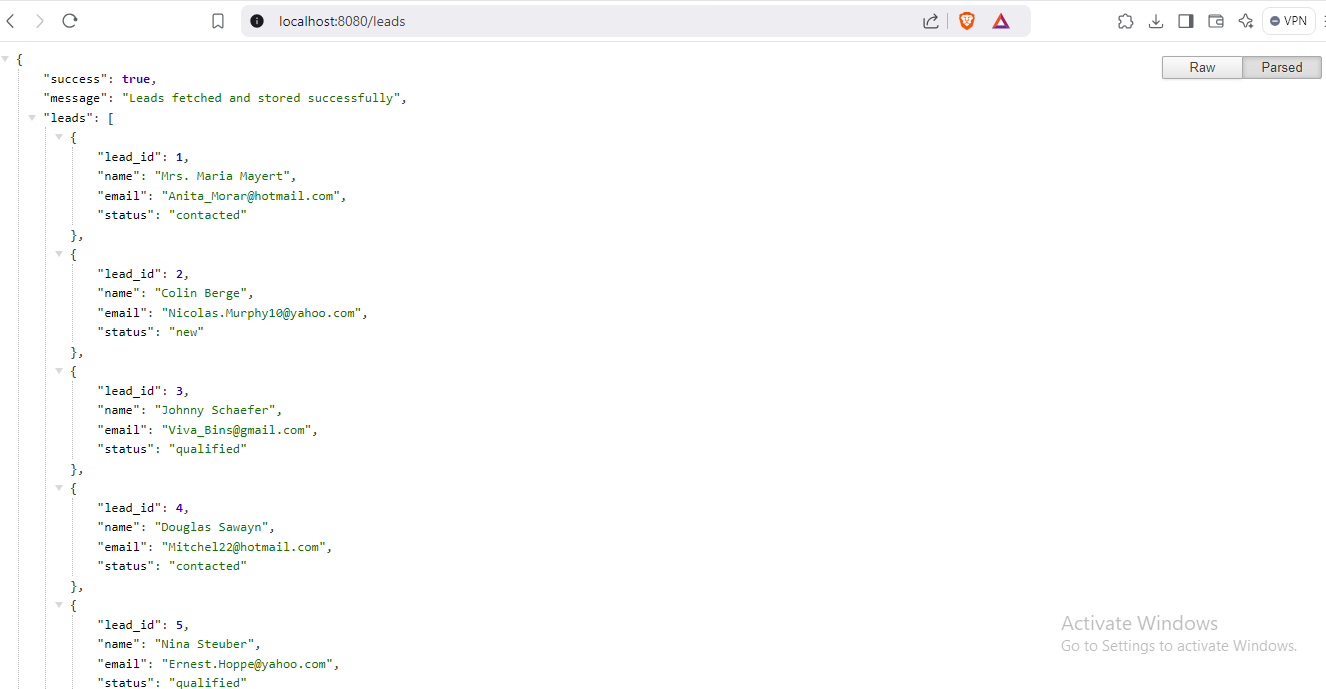 localhost:8080/leads
VPN
Raw Parsed
{
"success": true,
"message": "Leads fetched and stored successfully",
"leads": [
{
"lead_id": 1,
"name": "Mrs. Maria Mayert",
"email": "Anita_Morar@hotmail.com",
"status": "contacted"
},
{
"lead_id": 2,
"name": "Colin Berge",
"email": "Nicolas.Murphy10@yahoo.com",
"status": "new"
},
{
"lead_id": 3,
"name": "Johnny Schaefer",
"email": "Viva_Bins@gmail.com",
"status": "qualified"
},
{
"lead_id": 4,
"name": "Douglas Sawayn",
"email": "Mitchel22@hotmail.com",
"status": "contacted"
},
{
"lead_id": 5,
"name": "Nina Steuber",
"email": "Ernest.Hoppe@yahoo.com",
"status": "qualified"
Activate Windows
Go to Settings to activate Windows.